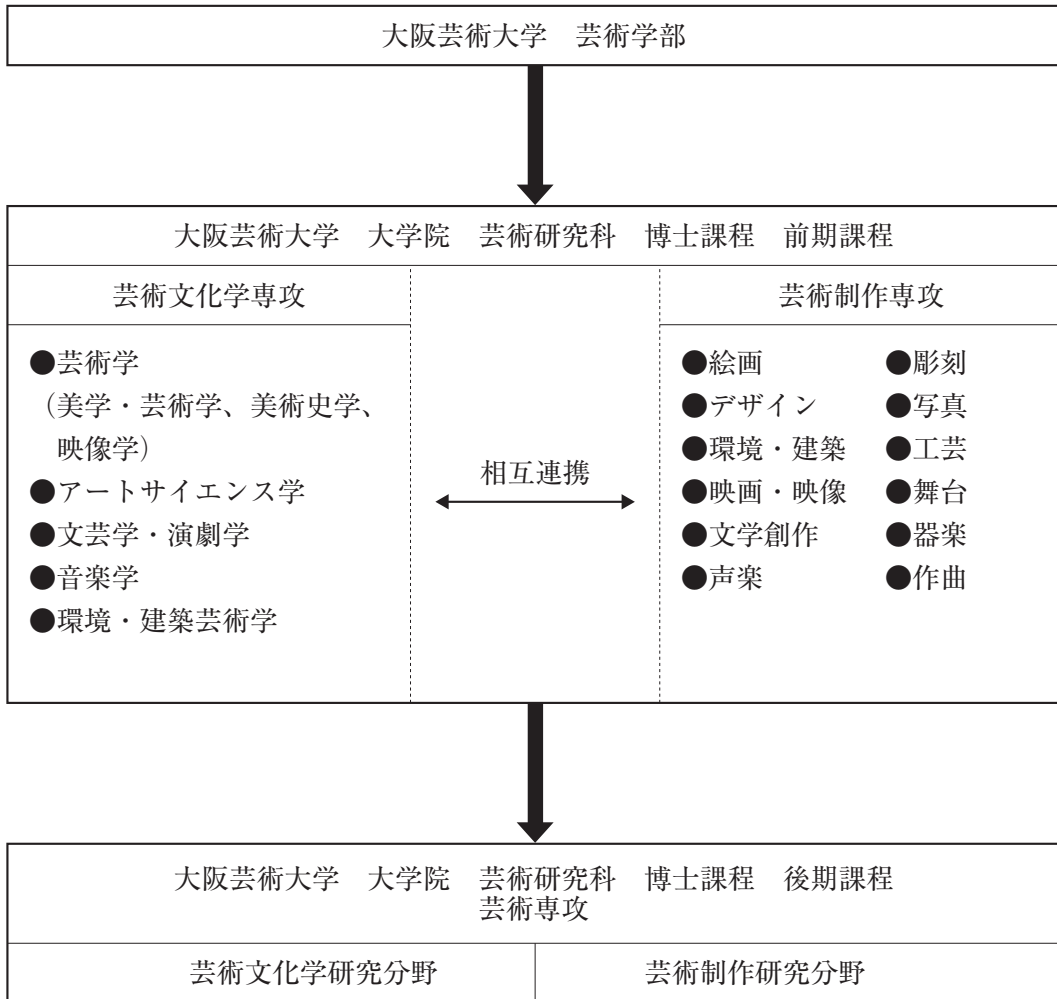 大阪芸術大学　芸術学部
大阪芸術大学　大学院　芸術研究科　博士課程　前期課程
芸術文化学専攻
●芸術学
（美学・芸術学、美術史学、
映像学）
●アートサイエンス学
●文芸学・演劇学
●音楽学
●環境・建築芸術学
相互連携
芸術制作専攻
●絵画　●彫刻
●デザイン　●写真
●環境・建築　●工芸
●映画・映像　●舞台
●文学創作　●器楽
●声楽　●作曲
大阪芸術大学　大学院　芸術研究科　博士課程　後期課程
芸術専攻
芸術文化学研究分野
芸術制作研究分野